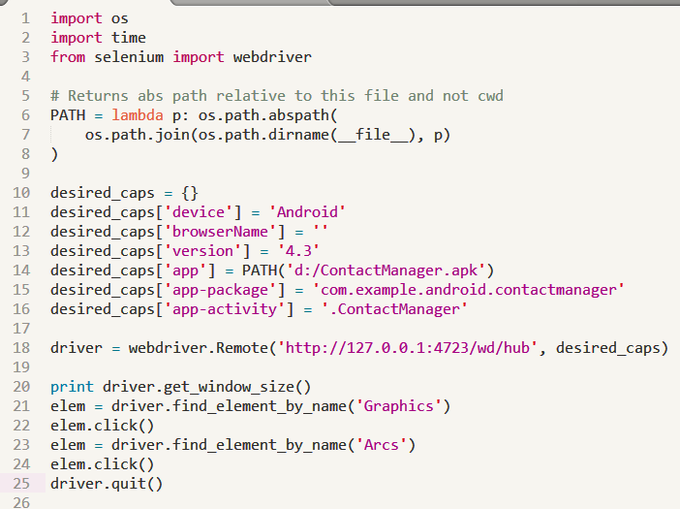 1 import os
2 import time
3 from selenium import webdriver
4
5 # Returns abs path relative to this file and not cwd
6 PATH = lambda p: os.path.abspath(
7     os.path.join(os.path.dirname(__file__), p)
8 )
9
10 desired_caps = {}
11 desired_caps['device'] = 'Android'
12 desired_caps['browserName'] = ''
13 desired_caps['version'] = '4.3'
14 desired_caps['app'] = PATH('d:/ContactManager.apk')
15 desired_caps['app-package'] = 'com.example.android.contactmanager'
16 desired_caps['app-activity'] = '.ContactManager'
17
18 driver = webdriver.Remote('http://127.0.0.1:4723/wd/hub', desired_caps)
19
20 print driver.get_window_size()
21 elem = driver.find_element_by_name('Graphics')
22 elem.click()
23 elem = driver.find_element_by_name('Arcs')
24 elem.click()
25 driver.quit()
26